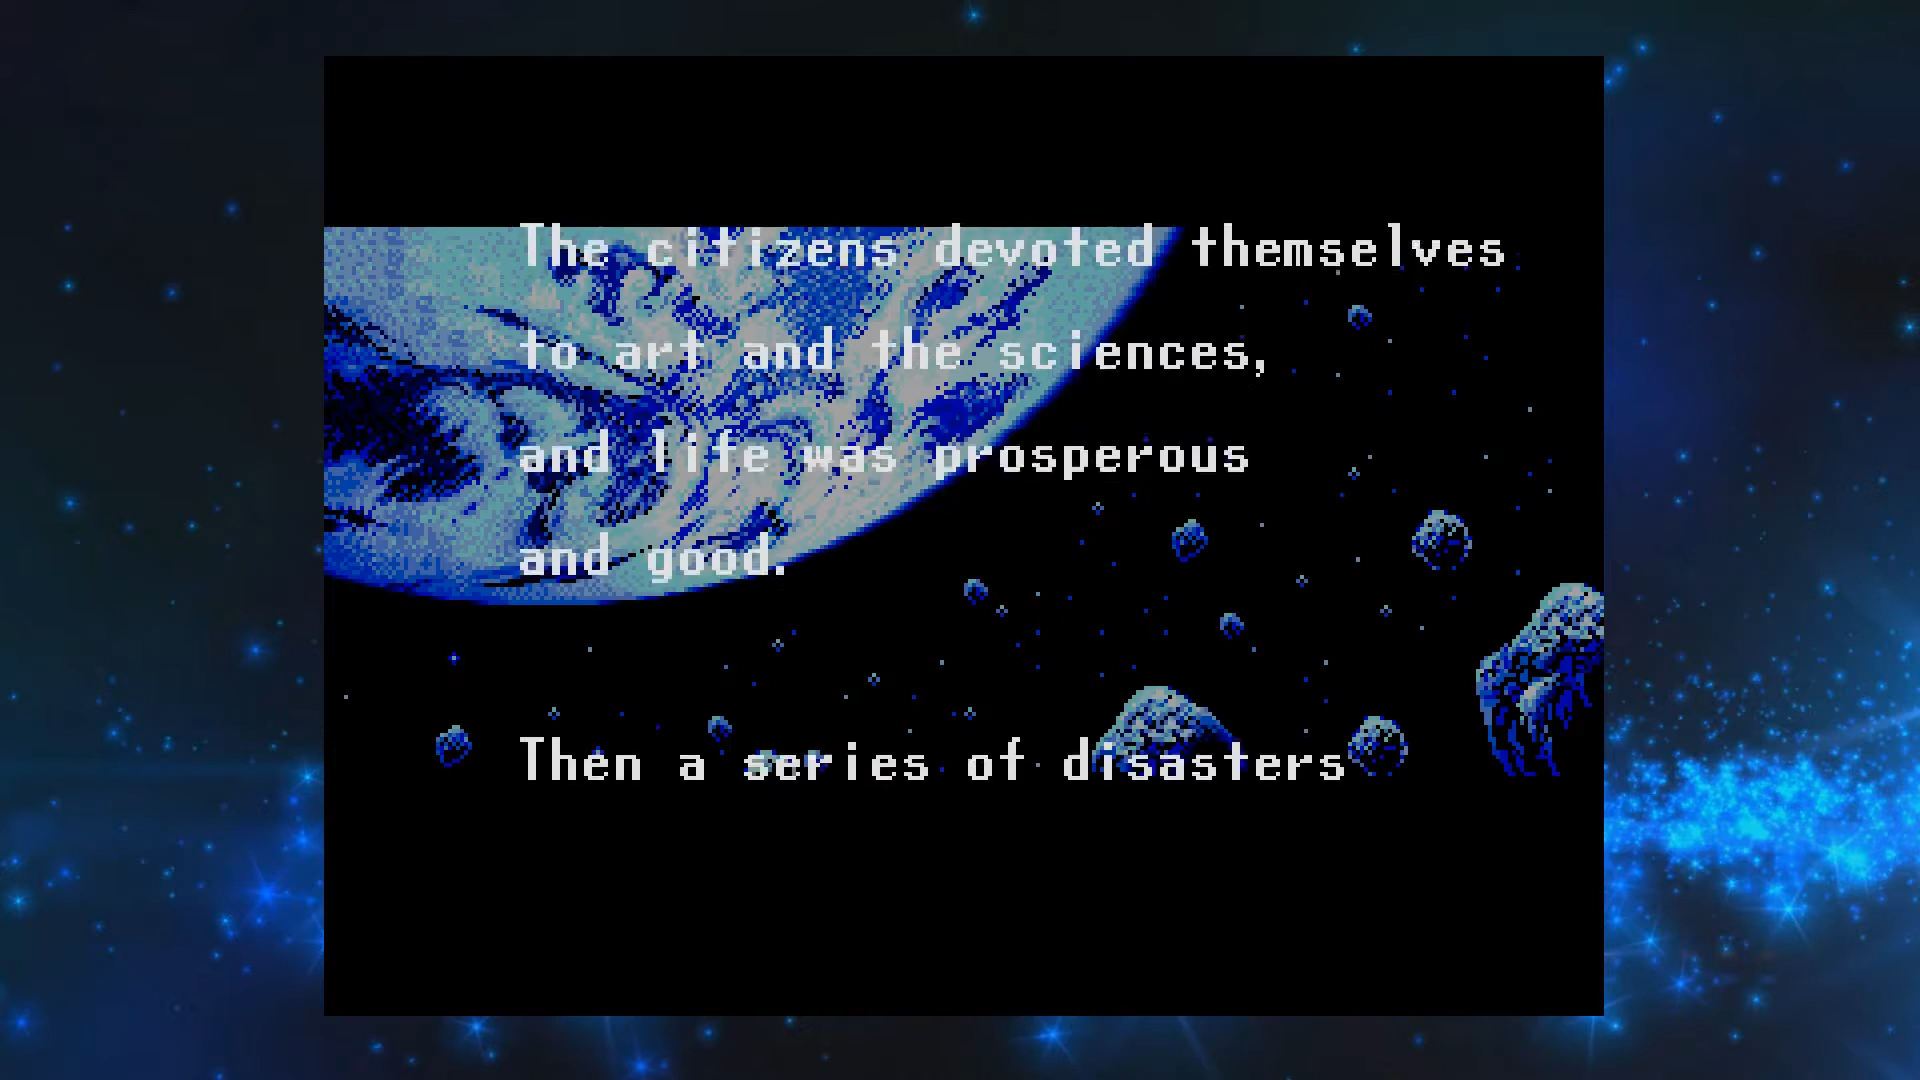 The citizens devoted themselves
to art and the sciences,
and life was prosperous
and good.
Then a series of disasters